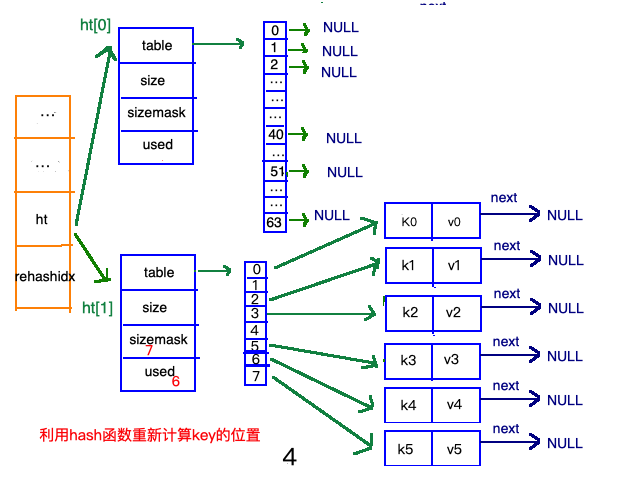 next
ht[0]
table
size
sizemask
used
0
1
2
...
...
...
40
...
51
...
...
63
NULL
NULL
NULL
NULL
NULL
NULL
...
...
ht
rehashidx
ht[1]
table
size
sizemask
7
used
6
0
1
2
3
4
5
6
7
K0 v0 next NULL
k1 v1 next NULL
k2 v2 next NULL
k3 v3 next NULL
k4 v4 next NULL
k5 v5 next NULL
利用hash函数重新计算key的位置
4